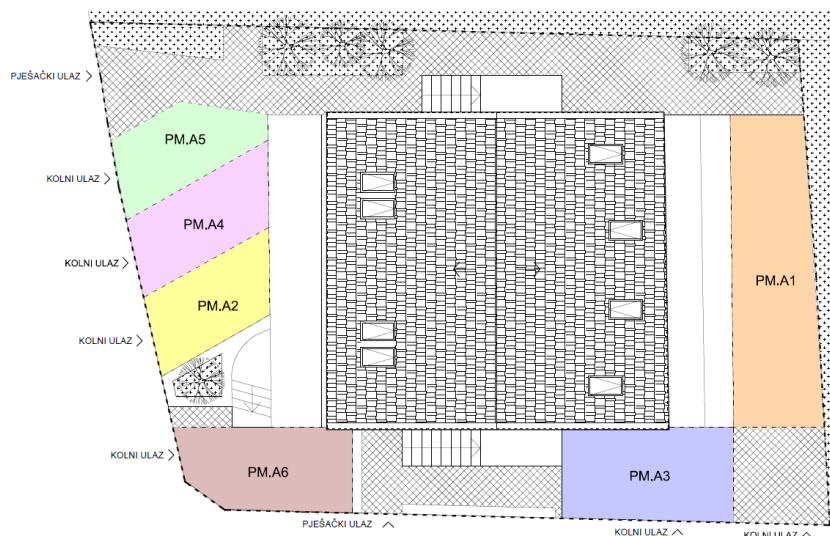 PJEŠAČKI ULAZ
PM.A5
KOLNI ULAZ
PM.A4
KOLNI ULAZ
PM.A2
PM.A1
KOLNI ULAZ
KOLNI ULAZ
PM.A6
PM.A3
PJEŠAČKI ULAZ
KOLNI ULAZ
KOLNI ULAZ